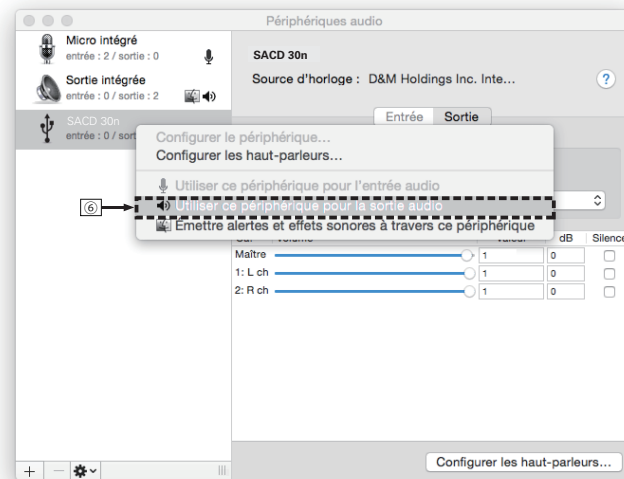 Périphériques audio
Micro intégré
entrée : 2 / sortie : 0
Sortie intégrée
entrée : 0 / sortie : 2
SACD 30n
entrée : 0 / sort
SACD 30n
Source d'horloge : D&M Holdings Inc. Inte…
?
Entrée Sortie
Configurer le périphérique…
Configurer les haut-parleurs…
Utiliser ce périphérique pour l'entrée audio
⑥
Utiliser ce périphérique pour la sortie audio
Émettre alertes et effets sonores à travers ce périphérique
Volume Valeur dB Silence
Maître 1 0
1: L ch 1 0
2: R ch 1 0
+ −
Configurer les haut-parleurs…